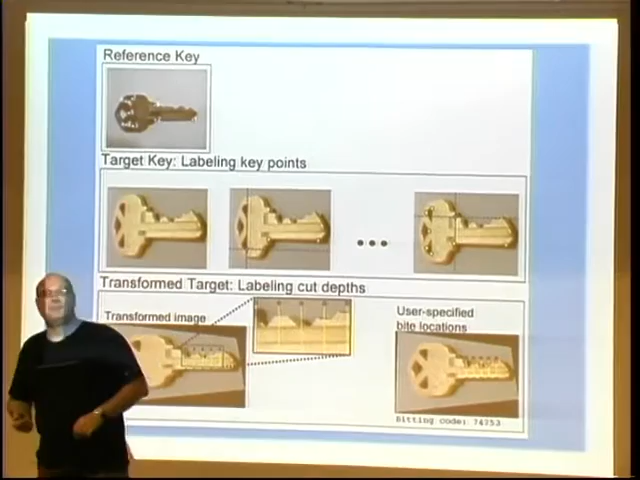 Reference Key
Target Key: Labeling key points
Transformed Target: Labeling cut depths
Transformed image
User-specified
bite locations
Bitting code: 74753